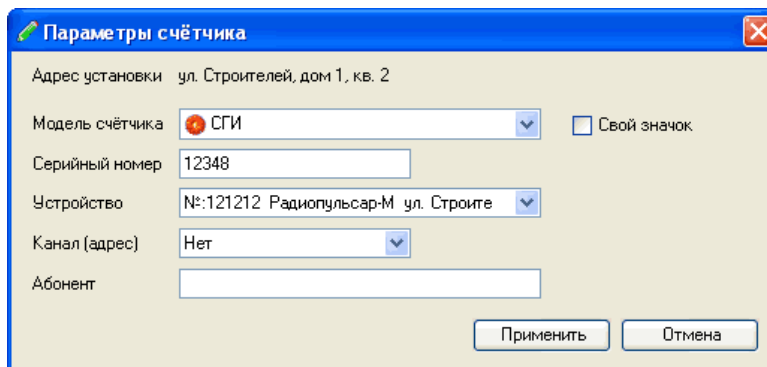 Параметры счётчика
Адрес установки ул. Строителей, дом 1, кв. 2
Модель счётчика СГИ Свой значок
Серийный номер 12348
Устройство №:121212 Радиопульсар-М ул. Строите
Канал (адрес) Нет
Абонент
Применить Отмена